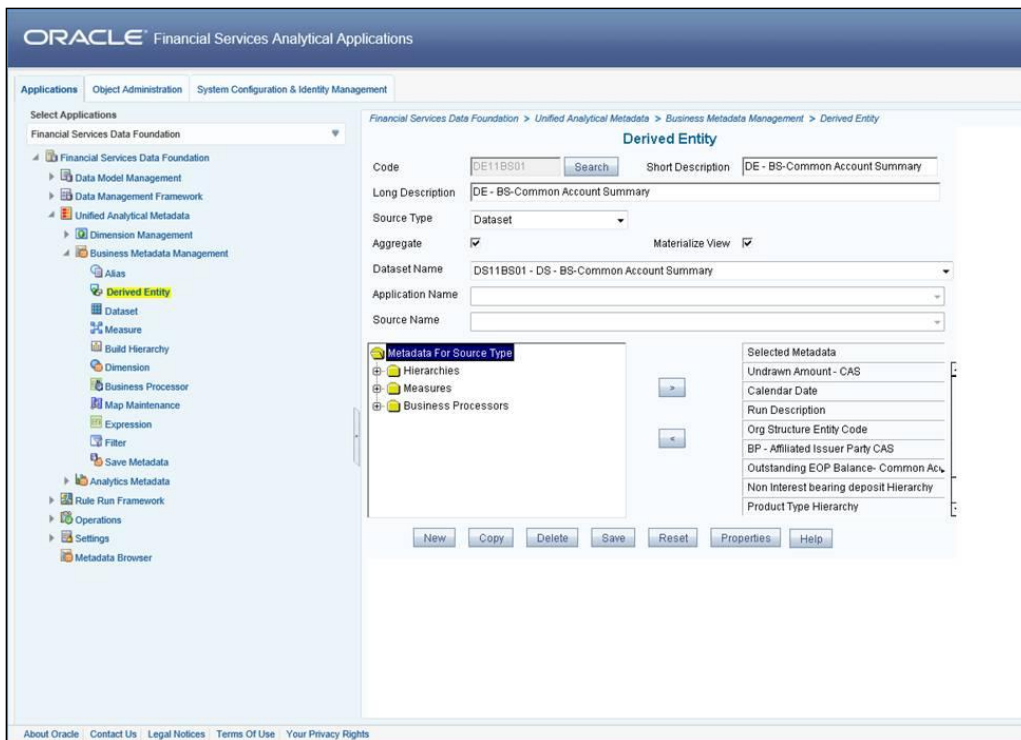 ORACLE Financial Services Analytical Applications
Applications Object Administration System Configuration & Identity Management
Select Applications
Financial Services Data Foundation
Financial Services Data Foundation
Data Model Management
Data Management Framework
Unified Analytical Metadata
Dimension Management
Business Metadata Management
Alias
Derived Entity
Dataset
Measure
Build Hierarchy
Dimension
Business Processor
Map Maintenance
Expression
Filter
Save Metadata
Analytics Metadata
Rule Run Framework
Operations
Settings
Metadata Browser
Financial Services Data Foundation > Unified Analytical Metadata > Business Metadata Management > Derived Entity
Derived Entity
Code DE11BS01 Search Short Description DE - BS-Common Account Summary
Long Description DE - BS-Common Account Summary
Source Type Dataset
Aggregate Materialize View
Dataset Name DS11BS01 - DS - BS-Common Account Summary
Application Name
Source Name
Metadata For Source Type
Hierarchies
Measures
Business Processors
>
<
Selected Metadata
Undrawn Amount - CAS
Calendar Date
Run Description
Org Structure Entity Code
BP - Affiliated Issuer Party CAS
Outstanding EOP Balance- Common
Non Interest bearing deposit Hierarchy
Product Type Hierarchy
New Copy Delete Save Reset Properties Help
About Oracle Contact Us Legal Notices Terms Of Use Your Privacy Rights